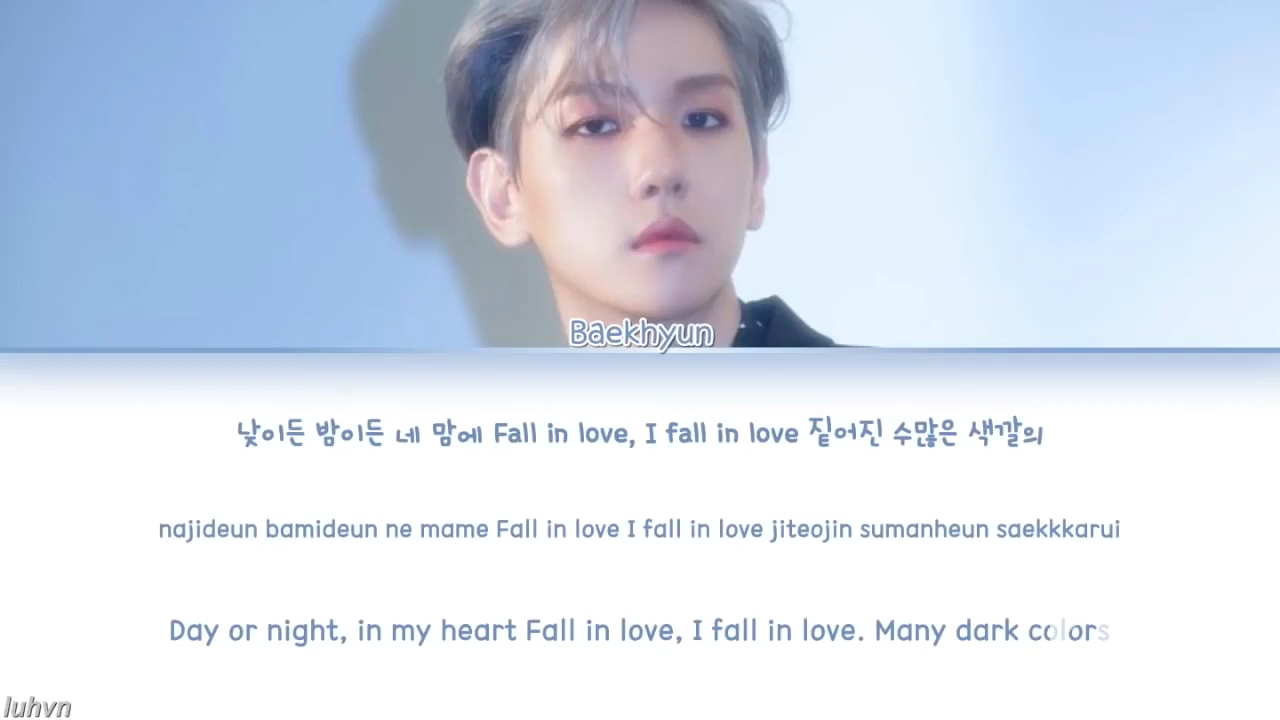 Baekhyun
낮이든 밤이든 네 맘에 Fall in love, I fall in love 짙어진 수많은 색깔의
najideun bamideun ne mame Fall in love I fall in love jiteojin sumanheun saekkkarui
Day or night, in my heart Fall in love, I fall in love. Many dark colors
luhvn